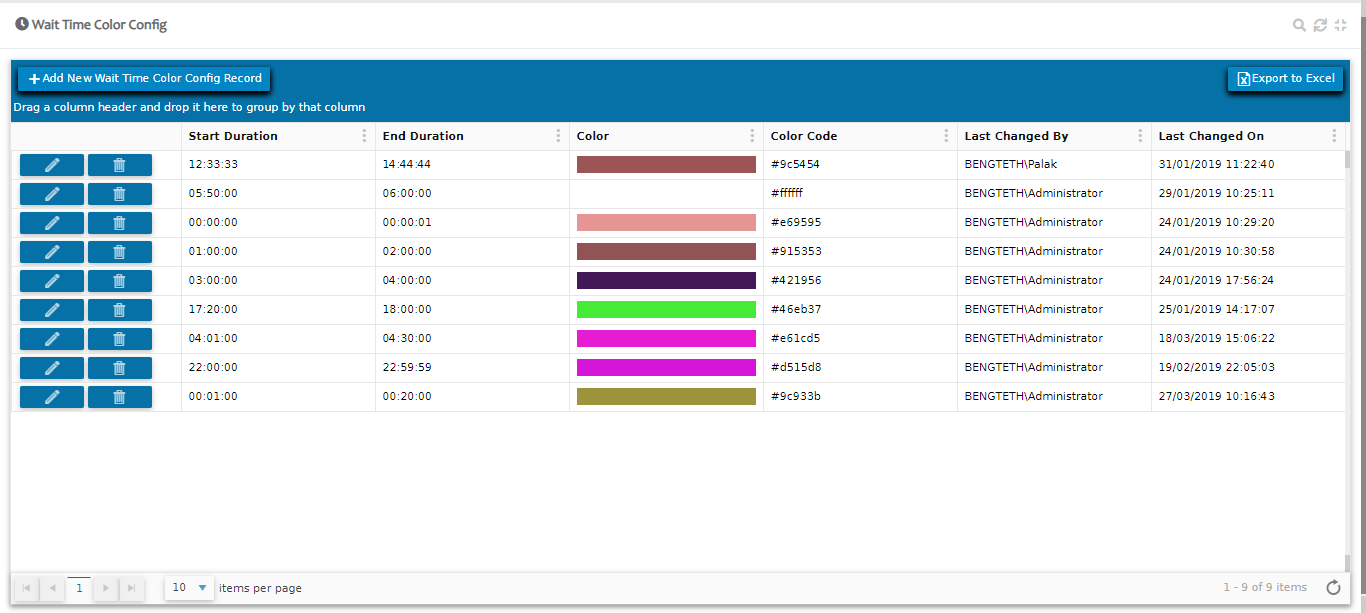 Wait Time Color Config
Add New Wait Time Color Config Record
Export to Excel
Drag a column header and drop it here to group by that column
Start Duration End Duration Color Color Code Last Changed By Last Changed On
12:33:33 14:44:44 #9c5454 BENGTETH\Palak 31/01/2019 11:22:40
05:50:00 06:00:00 #ffffff BENGTETH\Administrator 29/01/2019 10:25:11
00:00:00 00:00:01 #e69595 BENGTETH\Administrator 24/01/2019 10:29:20
01:00:00 02:00:00 #915353 BENGTETH\Administrator 24/01/2019 10:30:58
03:00:00 04:00:00 #421956 BENGTETH\Administrator 24/01/2019 17:56:24
17:20:00 18:00:00 #46eb37 BENGTETH\Administrator 25/01/2019 14:17:07
04:01:00 04:30:00 #e61cd5 BENGTETH\Administrator 18/03/2019 15:06:22
22:00:00 22:59:59 #d515d8 BENGTETH\Administrator 19/02/2019 22:05:03
00:01:00 00:20:00 #9c933b BENGTETH\Administrator 27/03/2019 10:16:43
1 10 items per page 1 - 9 of 9 items